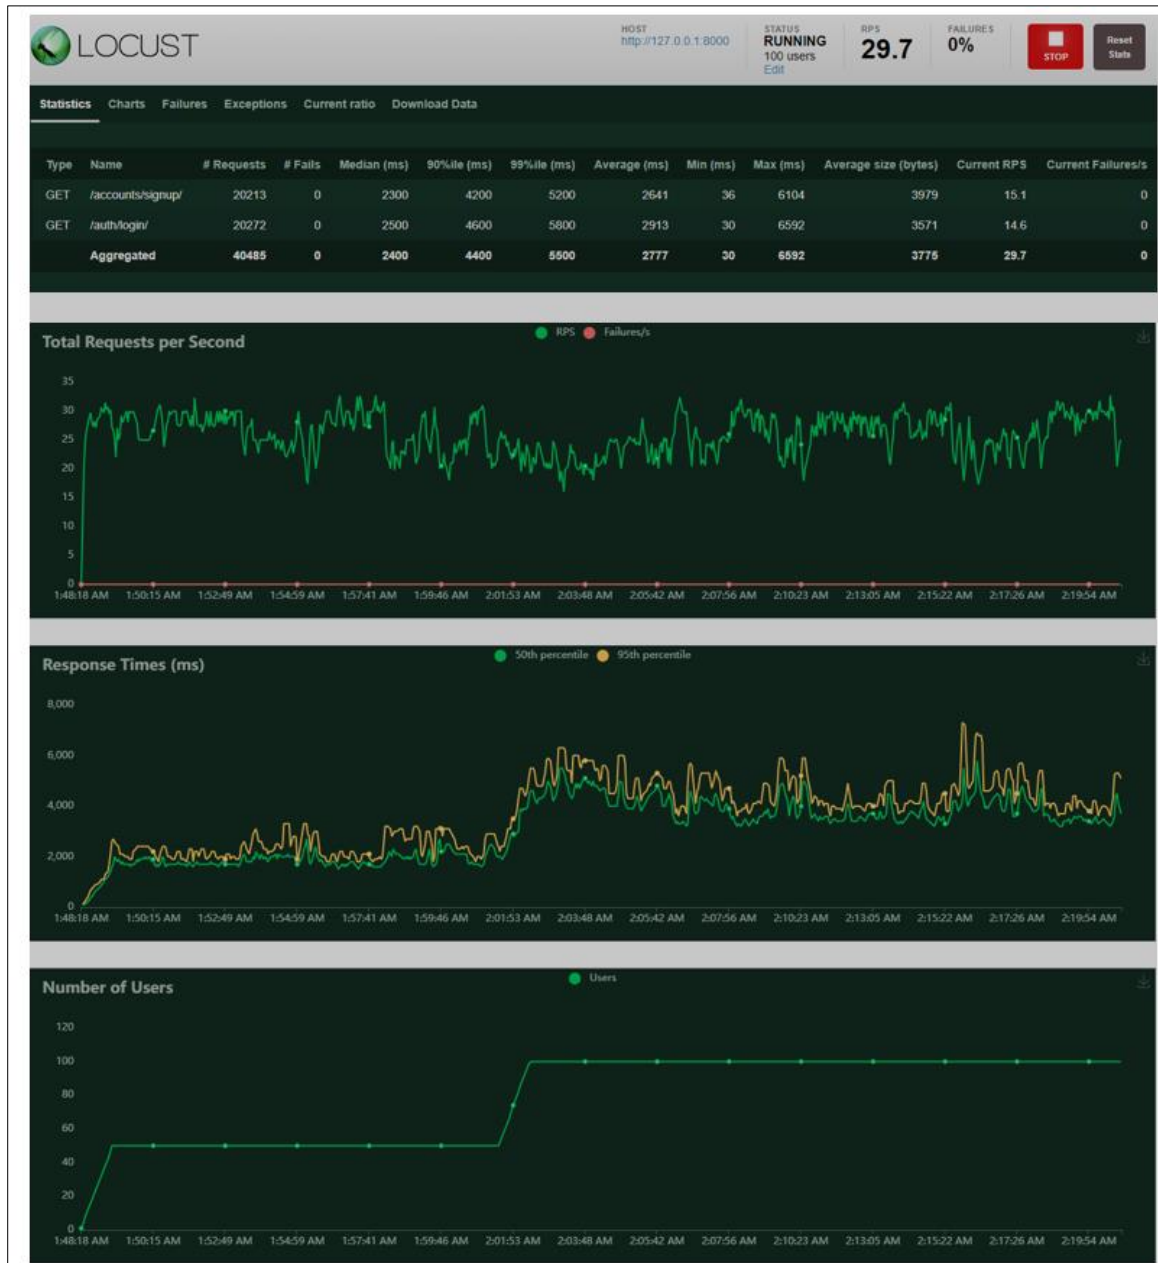 LOCUST
HOST
http://127.0.0.1:8000
STATUS
RUNNING
100 users
Edit
RPS
29.7
FAILURES
0%
STOP
Reset
Stats
Statistics Charts Failures Exceptions Current ratio Download Data
Type Name # Requests # Fails Median (ms) 90%ile (ms) 99%ile (ms) Average (ms) Min (ms) Max (ms) Average size (bytes) Current RPS Current Failures/s
GET /accounts/signup/ 20213 0 2300 4200 5200 2641 36 6104 3979 15.1 0
GET /auth/login/ 20272 0 2500 4600 5800 2913 30 6592 3571 14.6 0
Aggregated 40485 0 2400 4400 5500 2777 30 6592 3775 29.7 0
Total Requests per Second
RPS Failures/s
35
30
25
20
15
10
5
0
1:48:18 AM 1:50:15 AM 1:52:49 AM 1:54:59 AM 1:57:41 AM 1:59:46 AM 2:01:53 AM 2:03:48 AM 2:05:42 AM 2:07:56 AM 2:10:23 AM 2:13:05 AM 2:15:22 AM 2:17:26 AM 2:19:54 AM
Response Times (ms)
50th percentile 95th percentile
8,000
6,000
4,000
2,000
0
1:48:18 AM 1:50:15 AM 1:52:49 AM 1:54:59 AM 1:57:41 AM 1:59:46 AM 2:01:53 AM 2:03:48 AM 2:05:42 AM 2:07:56 AM 2:10:23 AM 2:13:05 AM 2:15:22 AM 2:17:26 AM 2:19:54 AM
Number of Users
Users
120
100
80
60
40
20
0
1:48:18 AM 1:50:15 AM 1:52:49 AM 1:54:59 AM 1:57:41 AM 1:59:46 AM 2:01:53 AM 2:03:48 AM 2:05:42 AM 2:07:56 AM 2:10:23 AM 2:13:05 AM 2:15:22 AM 2:17:26 AM 2:19:54 AM